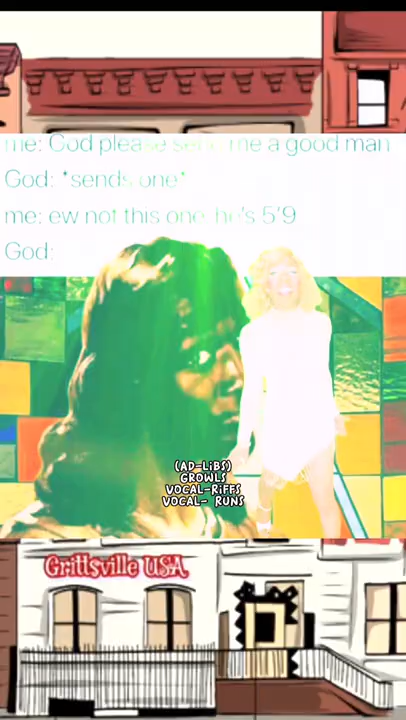 me: God please send me a good man
God: *sends one*
me: ew not this one he's 5'9
God:
(AD-LiBS)
GROWLS
VOCAL-RiFFS
VOCAL- RUNS
Grittsville USA